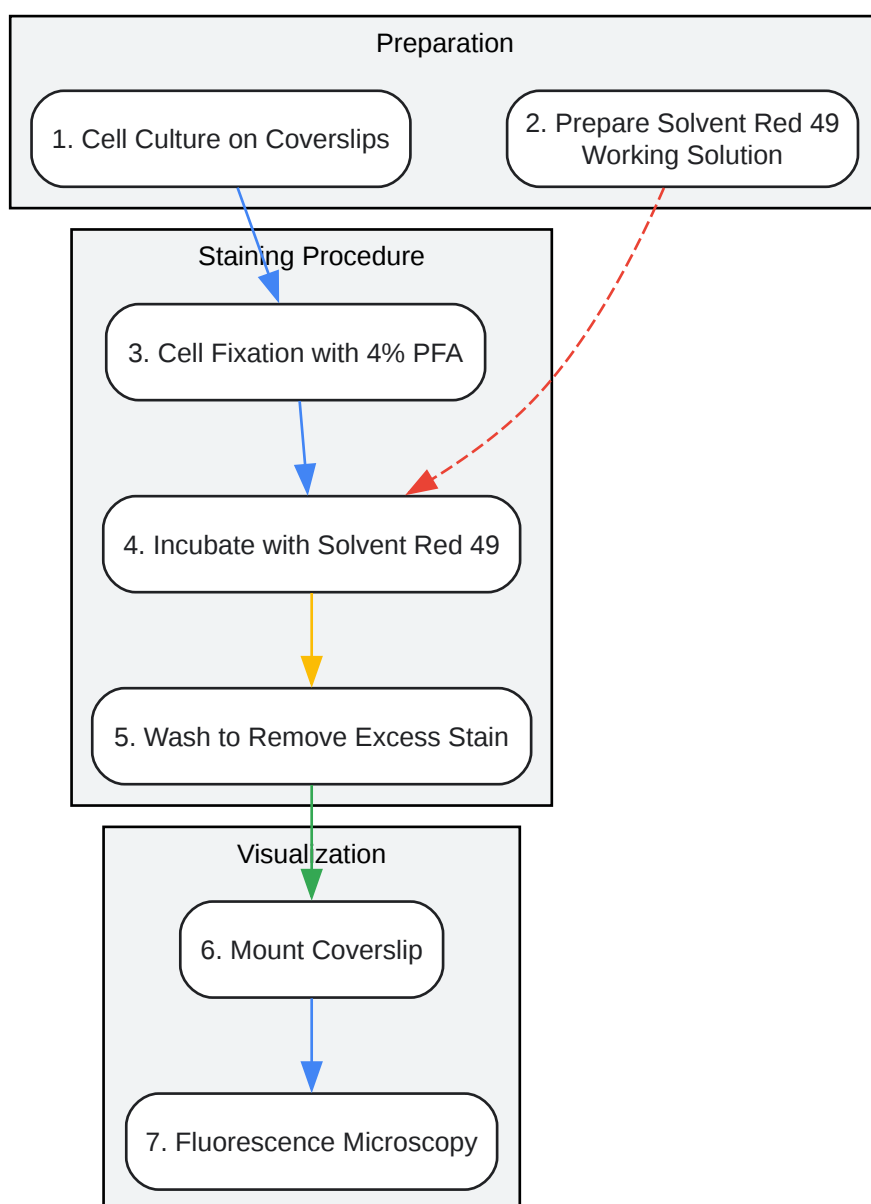 Preparation
1. Cell Culture on Coverslips
2. Prepare Solvent Red 49
Working Solution
Staining Procedure
3. Cell Fixation with 4% PFA
4. Incubate with Solvent Red 49
5. Wash to Remove Excess Stain
Visualization
6. Mount Coverslip
7. Fluorescence Microscopy